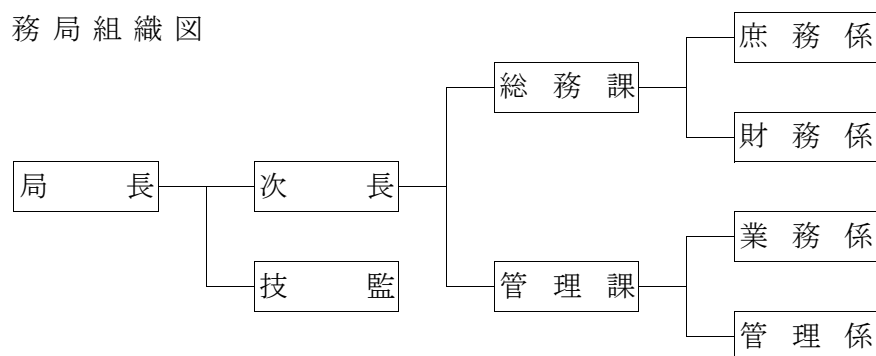 務局組織図
庶務係
総務課
財務係
局長
次長
業務係
技監
管理課
管理係